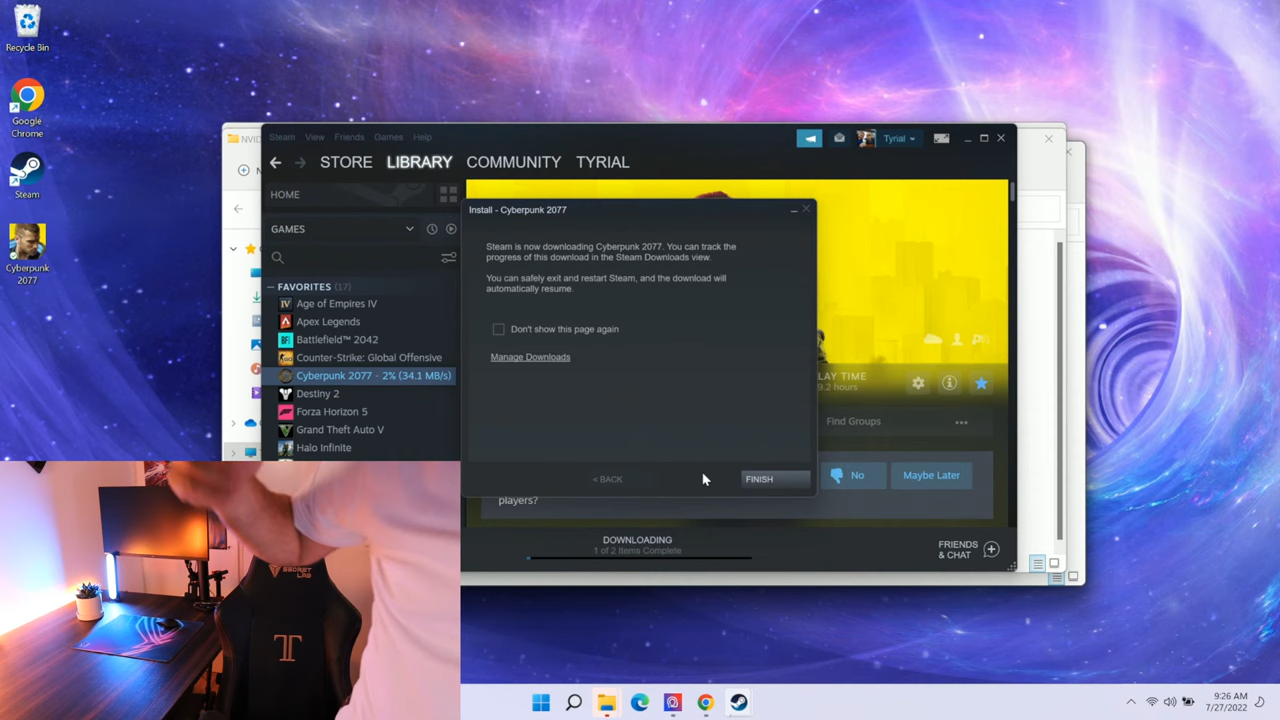 Recycle Bin
Google
Chrome
Steam
Cyberpunk
2077
Steam View Friends Games Help
Tyrial
STORE LIBRARY COMMUNITY TYRIAL
HOME
GAMES
FAVORITES (17)
Age of Empires IV
Apex Legends
Battlefield™ 2042
Counter-Strike: Global Offensive
Cyberpunk 2077 - 2% (34.1 MB/s)
Destiny 2
Forza Horizon 5
Grand Theft Auto V
Halo Infinite
Install - Cyberpunk 2077
Steam is now downloading Cyberpunk 2077. You can track the
progress of this download in the Steam Downloads view.
You can safely exit and restart Steam, and the download will
automatically resume.
Don't show this page again
Manage Downloads
< BACK
FINISH
LAY TIME
9.2 hours
Find Groups
No
Maybe Later
players?
DOWNLOADING
1 of 2 Items Complete
FRIENDS
& CHAT
SECRET
LAB
T
9:26 AM
7/27/2022